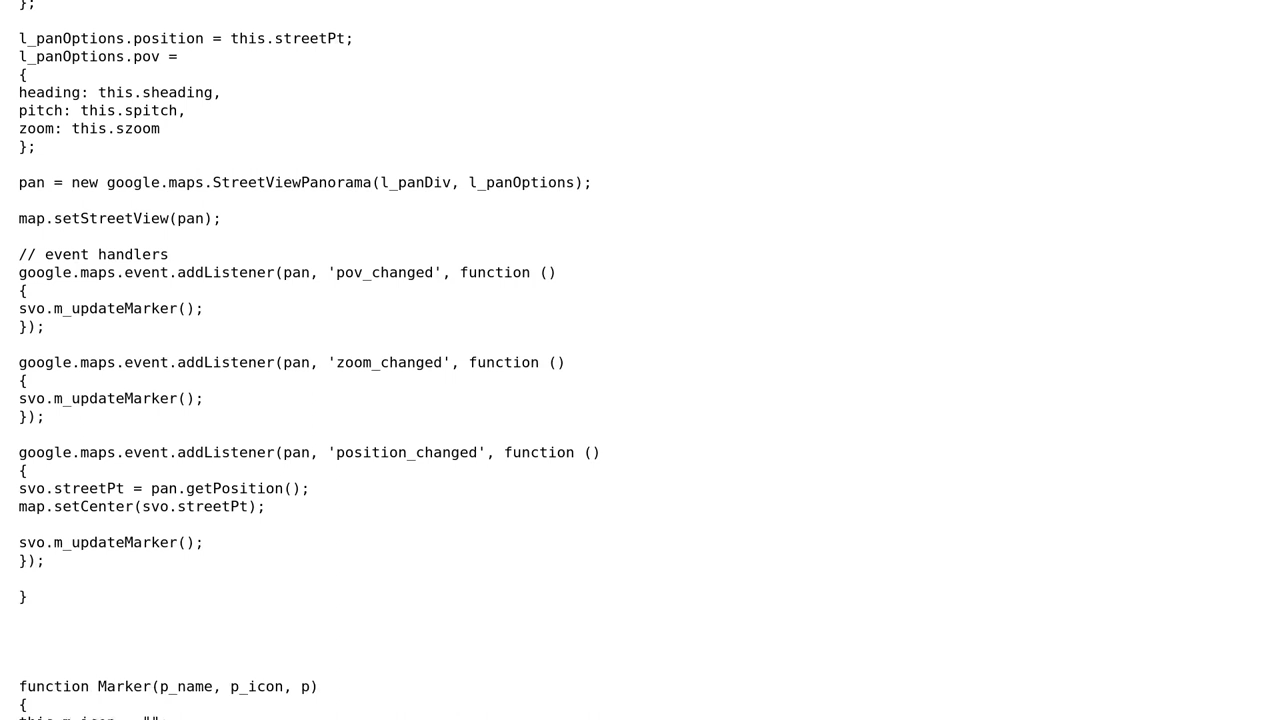 };
l_panOptions.position = this.streetPt;
l_panOptions.pov =
{
heading: this.sheading,
pitch: this.spitch,
zoom: this.szoom
};
pan = new google.maps.StreetViewPanorama(l_panDiv, l_panOptions);
map.setStreetView(pan);
// event handlers
google.maps.event.addListener(pan, 'pov_changed', function ()
{
svo.m_updateMarker();
});
google.maps.event.addListener(pan, 'zoom_changed', function ()
{
svo.m_updateMarker();
});
google.maps.event.addListener(pan, 'position_changed', function ()
{
svo.streetPt = pan.getPosition();
map.setCenter(svo.streetPt);
svo.m_updateMarker();
});
}
function Marker(p_name, p_icon, p)
{